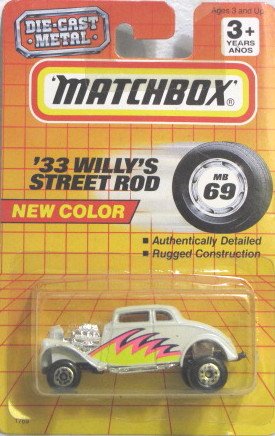 Ages 3 and Up
DIE-CAST
METAL
3+
YEARS
AÑOS
MATCHBOX®
'33 WILLY'S
STREET ROD
MB
69
NEW COLOR
■ Authentically Detailed
■ Rugged Construction